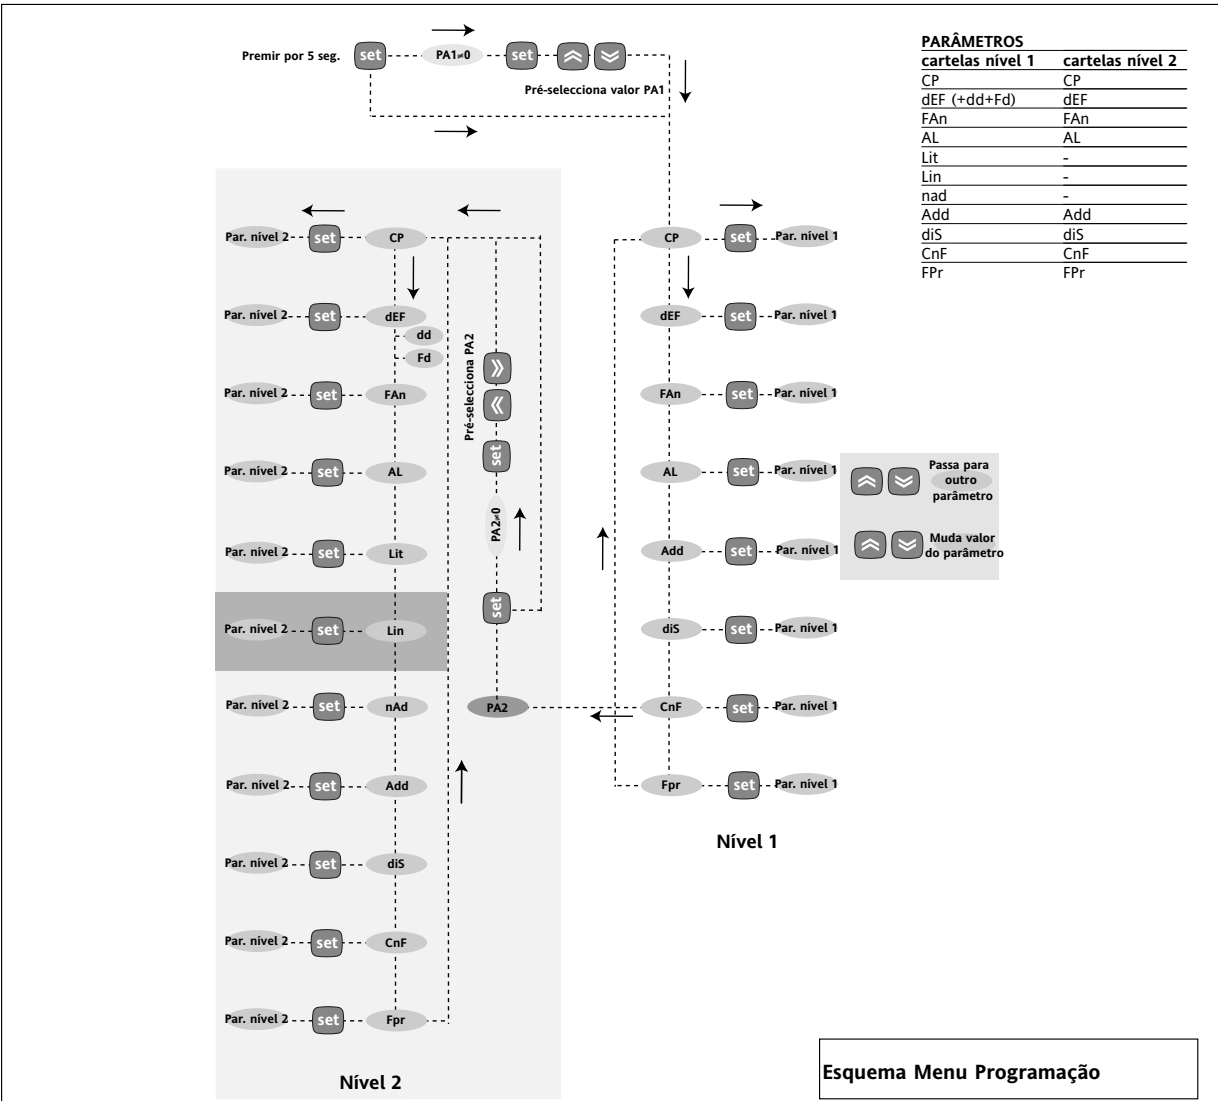 Premir por 5 seg.
set
PA1≠0
set
Pré-selecciona valor PA1
PARÂMETROS
cartelas nível 1 cartelas nível 2
CP CP
dEF (+dd+Fd) dEF
FAn FAn
AL AL
Lit -
Lin -
nad -
Add Add
diS diS
CnF CnF
FPr FPr
Par. nível 2 set CP
Par. nível 2 set dEF
dd
Fd
Par. nível 2 set FAn
Par. nível 2 set AL
Par. nível 2 set Lit
Par. nível 2 set Lin
Par. nível 2 set nAd
Par. nível 2 set Add
Par. nível 2 set diS
Par. nível 2 set CnF
Par. nível 2 set Fpr
Nível 2
Pré-selecciona PA2
set
PA2≠0
set
PA2
CP set Par. nível 1
dEF set Par. nível 1
FAn set Par. nível 1
AL set Par. nível 1
Add set Par. nível 1
diS set Par. nível 1
CnF set Par. nível 1
Fpr set Par. nível 1
Nível 1
Passa para
outro
parâmetro
Muda valor
do parâmetro
Esquema Menu Programação